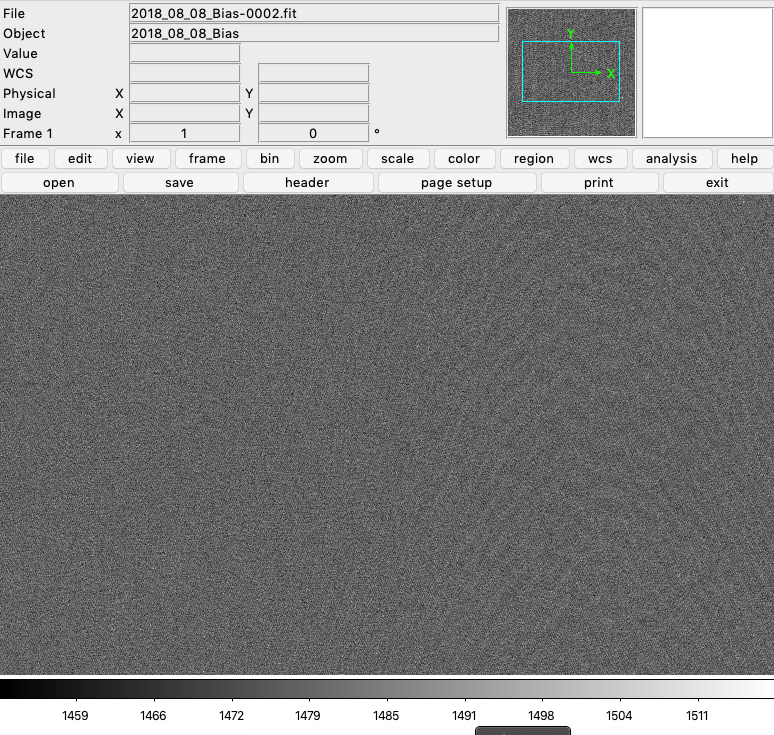 File 2018_08_08_Bias-0002.fit
Object 2018_08_08_Bias
Value
WCS
Physical X Y
Image X Y
Frame 1 x 1 0 °
Y
X
file edit view frame bin zoom scale color region wcs analysis help
open save header page setup print exit
1459 1466 1472 1479 1485 1491 1498 1504 1511